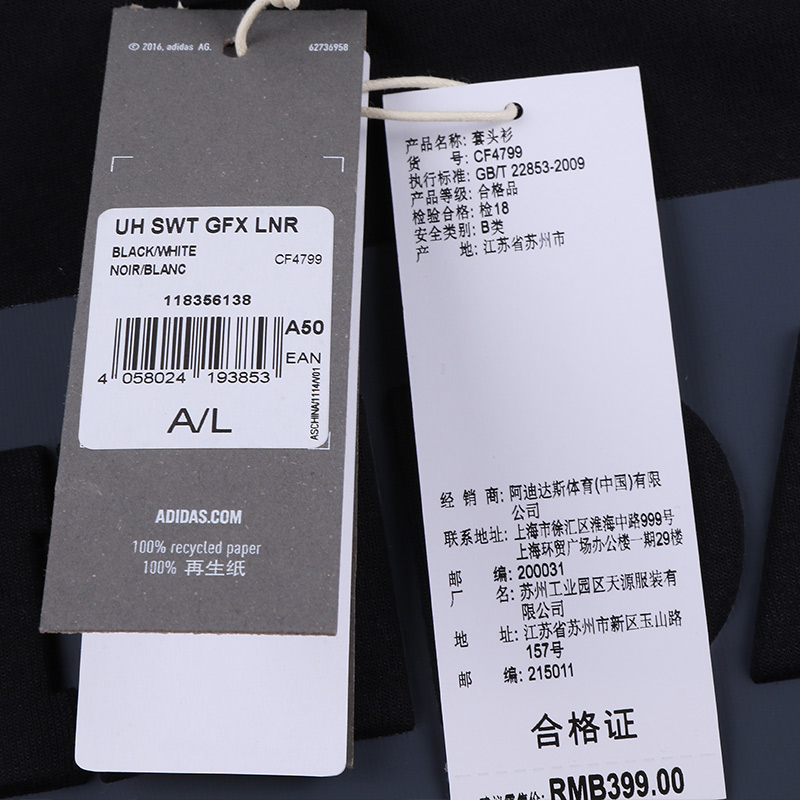 © 2016, adidas AG.
62736958
UH SWT GFX LNR
BLACK/WHITE
NOIR/BLANC
CF4799
118356138
A50
EAN
4 058024 193853
ASCHINA/1114/V01
A/L
ADIDAS.COM
100% recycled paper
100% 再生纸
产品名称: 套头衫
货 号: CF4799
执行标准: GB/T 22853-2009
产品等级: 合格品
检验合格: 检18
安全类别: B类
产 地: 江苏省苏州市
经 销 商: 阿迪达斯体育(中国)有限
公司
联系地址: 上海市徐汇区淮海中路999号
上海环贸广场办公楼一期29楼
邮 编: 200031
厂 名: 苏州工业园区天源服装有
限公司
地 址: 江苏省苏州市新区玉山路
157号
邮 编: 215011
合格证
建议零售价: RMB399.00